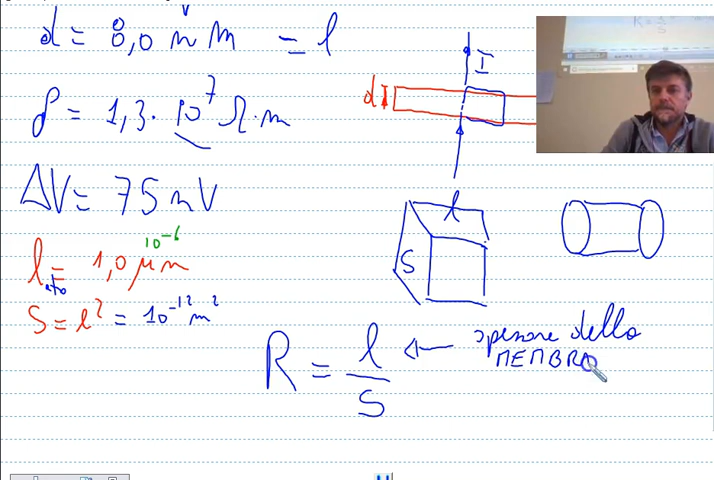 d = 8,0 nm = l
I
d
ρ = 1,3·10⁷ Ω·m
ΔV = 75 mV
10⁻⁶
l lato = 1,0 μm
S = l² = 10⁻¹² m²
l
S
R = l/S ← spessore della
MEMBRA